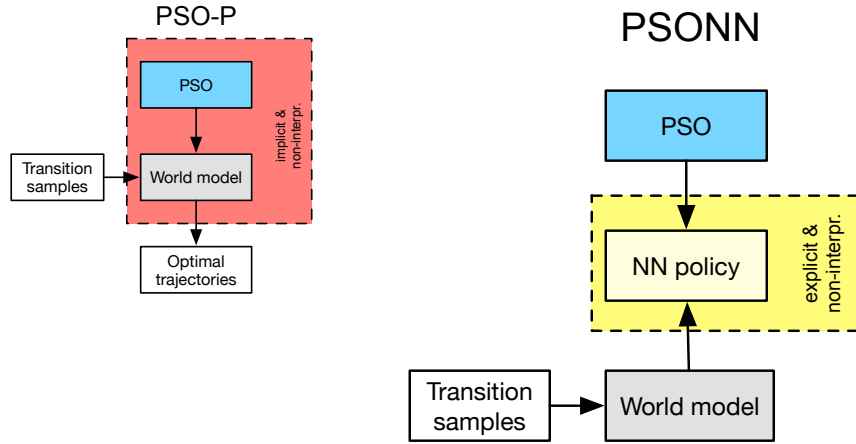 PSO-P
PSO
implicit &
non-interpr.
Transition
samples
World model
Optimal
trajectories
PSONN
PSO
NN policy
explicit &
non-interpr.
Transition
samples
World model